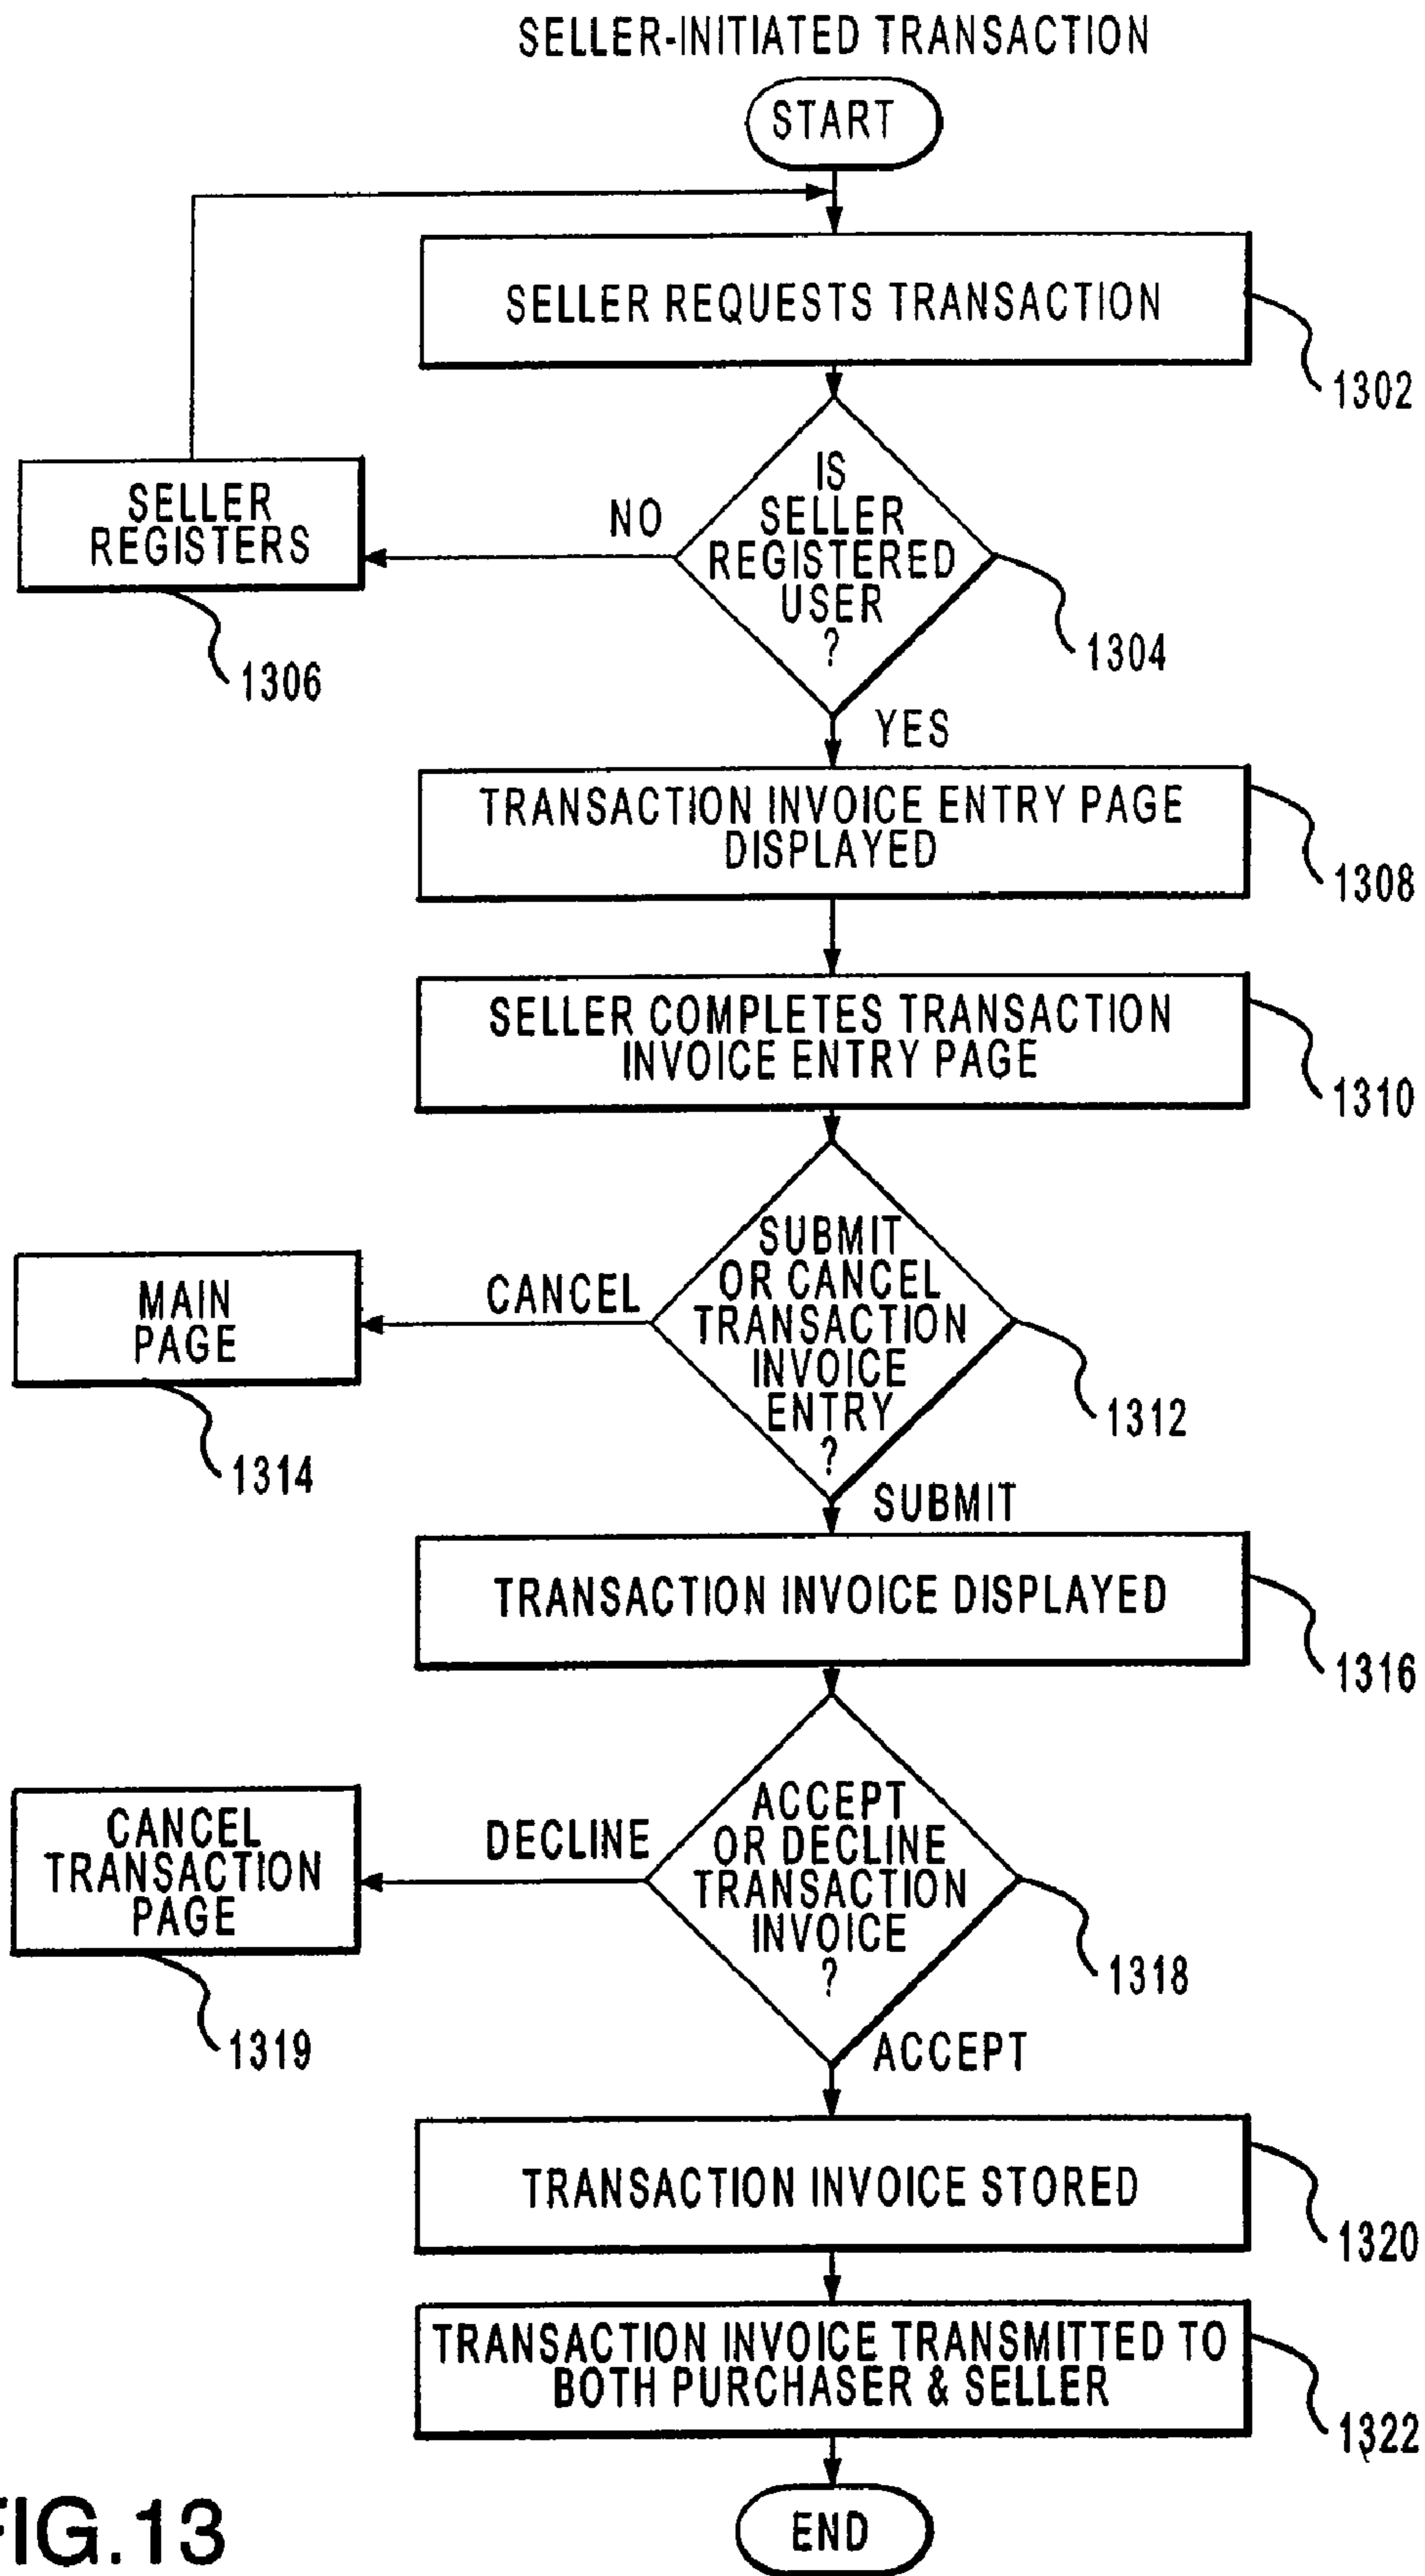 SELLER-INITIATED TRANSACTION
START
SELLER REQUESTS TRANSACTION
1302
IS
SELLER
REGISTERED
USER
?
NO
1304
SELLER
REGISTERS
1306
YES
TRANSACTION INVOICE ENTRY PAGE
DISPLAYED
1308
SELLER COMPLETES TRANSACTION
INVOICE ENTRY PAGE
1310
SUBMIT
OR CANCEL
TRANSACTION
INVOICE
ENTRY
?
CANCEL
1312
MAIN
PAGE
1314
SUBMIT
TRANSACTION INVOICE DISPLAYED
1316
ACCEPT
OR DECLINE
TRANSACTION
INVOICE
?
DECLINE
1318
CANCEL
TRANSACTION
PAGE
1319
ACCEPT
TRANSACTION INVOICE STORED
1320
TRANSACTION INVOICE TRANSMITTED TO
BOTH PURCHASER & SELLER
1322
END
FIG.13